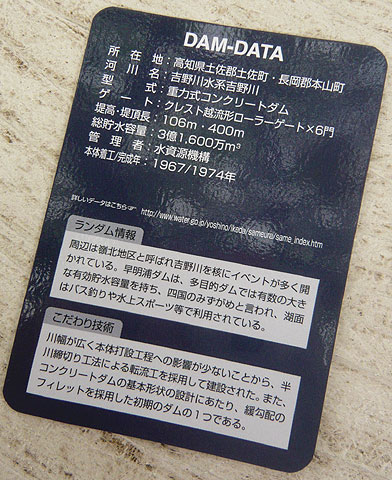 DAM-DATA
所在地：高知県土佐郡土佐町・長岡郡本山町
河川名：吉野川水系吉野川
型式：重力式コンクリートダム
ゲート：クレスト越流形ローラーゲート×6門
堤高・堤頂長：106m・400m
総貯水容量：3億1,600万m³
管理者：水資源機構
本体着工/完成年：1967/1974年
詳しいデータはこちら☞ http://www.water.go.jp/yoshino/ikeda/sameura/same_index.htm
ランダム情報
周辺は嶺北地区と呼ばれ吉野川を核にイベントが多く開
かれている。早明浦ダムは、多目的ダムでは有数の大き
な有効貯水容量を持ち、四国のみずがめと言われ、湖面
はバス釣りや水上スポーツ等で利用されている。
こだわり技術
川幅が広く本体打設工程への影響が少ないことから、半
川締切り工法による転流工を採用して建設された。また、
コンクリートダムの基本形状の設計にあたり、緩勾配の
フィレットを採用した初期のダムの1つである。